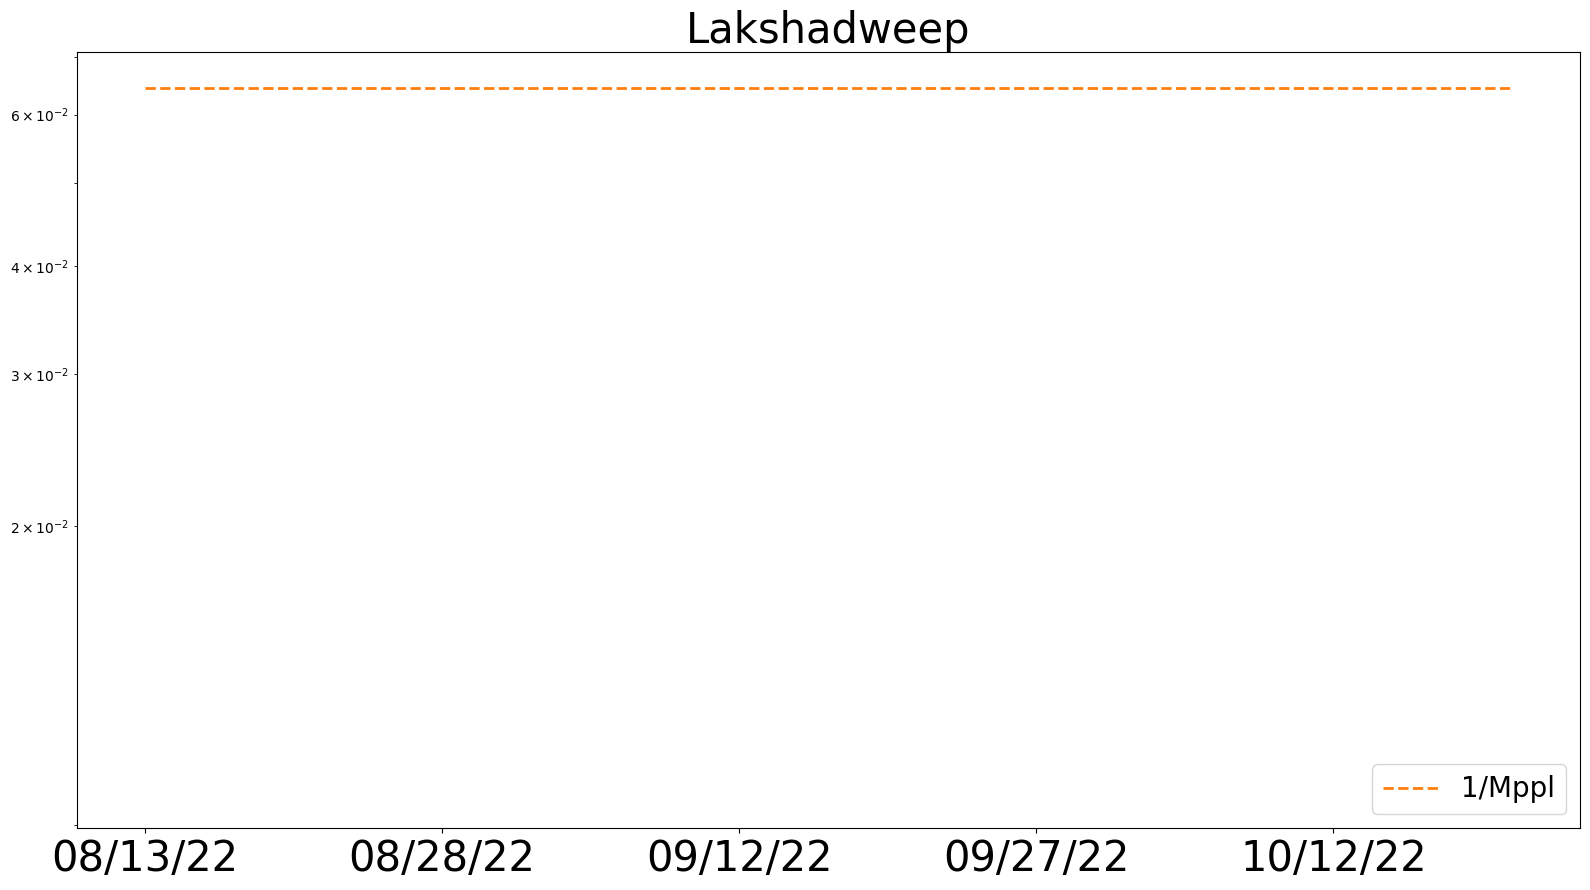 Lakshadweep
6 × 10⁻²
4 × 10⁻²
3 × 10⁻²
2 × 10⁻²
1/Mppl
08/13/22 08/28/22 09/12/22 09/27/22 10/12/22